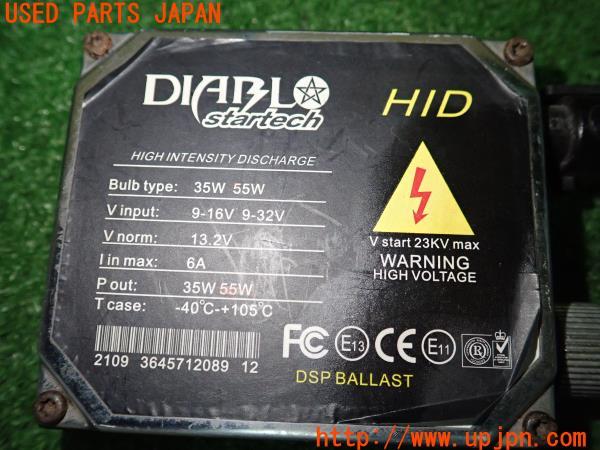 USED PARTS JAPAN
DIABLO
startech
HID
HIGH INTENSITY DISCHARGE
Bulb type: 35W 55W
V input: 9-16V 9-32V
V norm: 13.2V
I in max: 6A
P out: 35W 55W
T case: -40℃-+105℃
V start 23KV max
WARNING
HIGH VOLTAGE
2109 3645712089 12
FC CE E13 E11 R
DSP BALLAST
UPJ
http://www.upjpn.com/